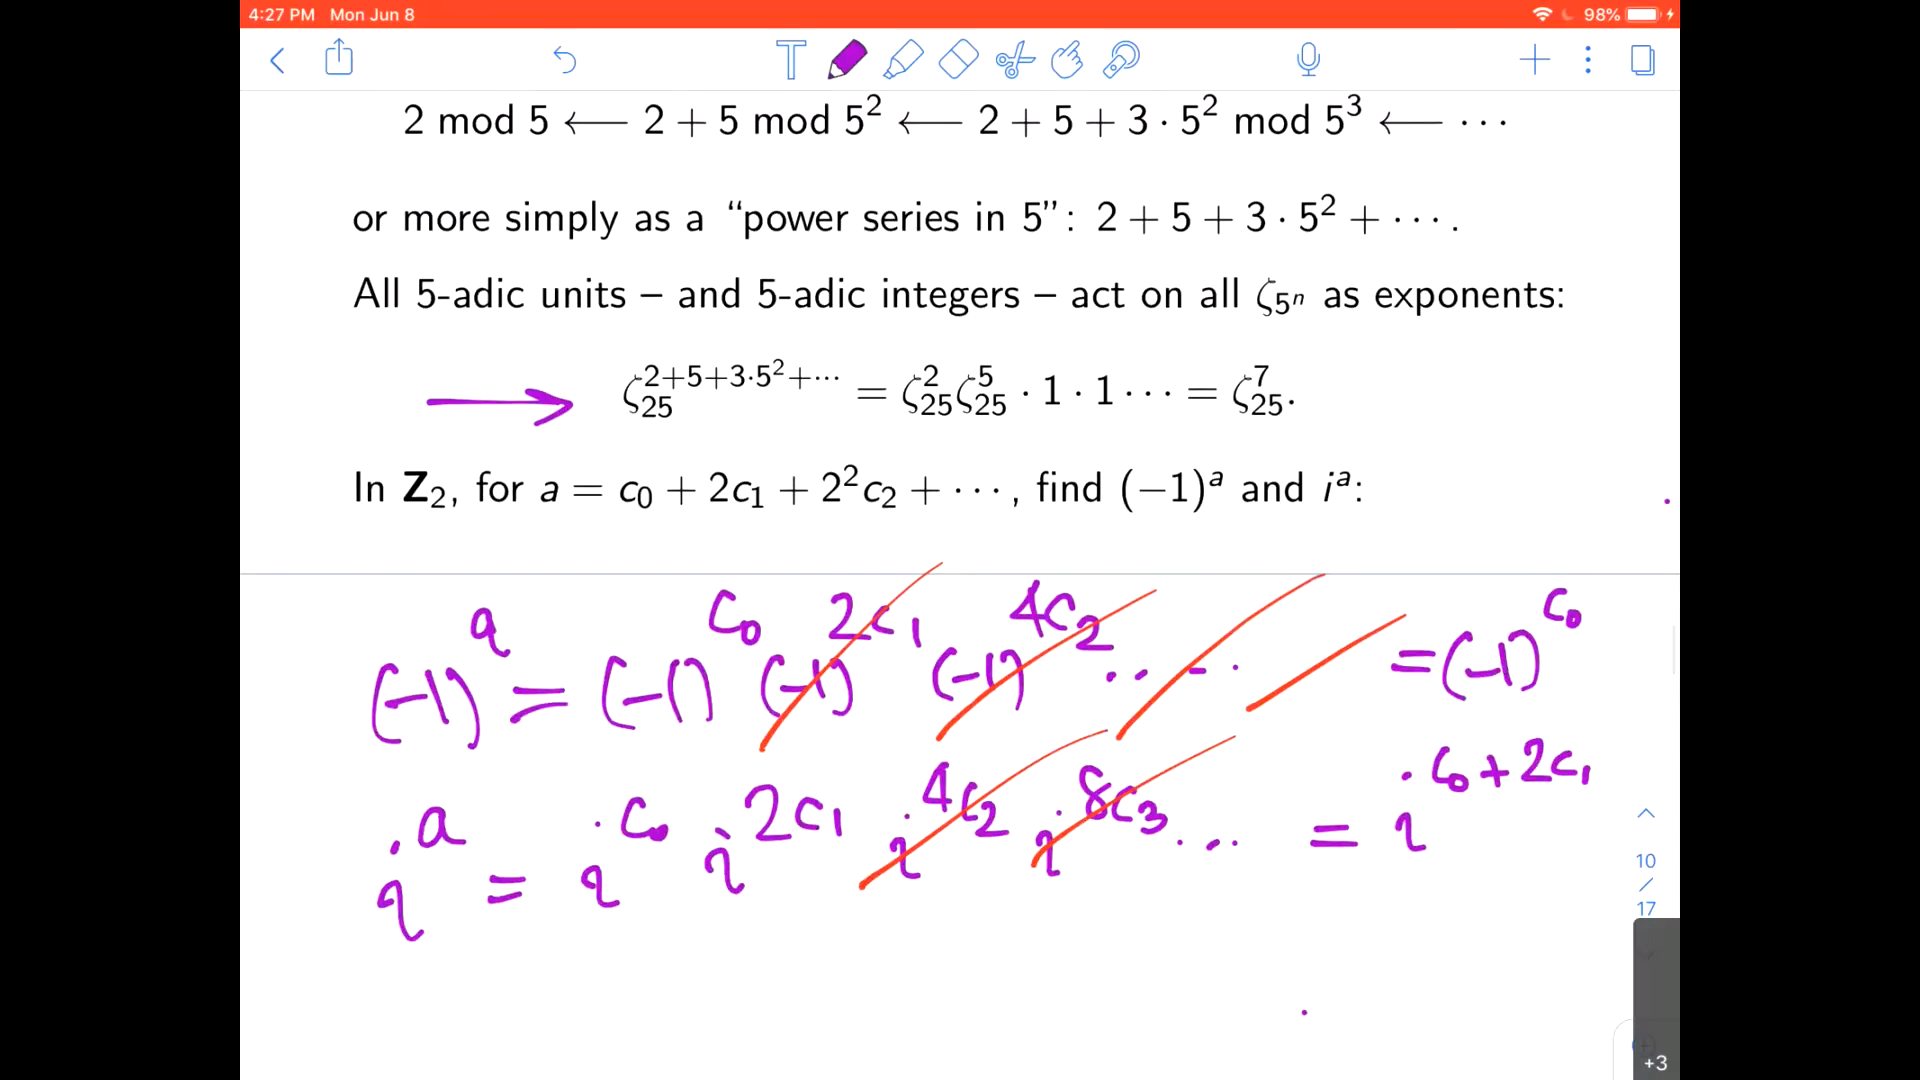 4:27 PM Mon Jun 8 98%
T
2 mod 5 ⟵ 2 + 5 mod 5² ⟵ 2 + 5 + 3 · 5² mod 5³ ⟵ ···
or more simply as a “power series in 5”: 2 + 5 + 3 · 5² + ··· .
All 5-adic units – and 5-adic integers – act on all ζ_{5^n} as exponents:
ζ_{25}^{2+5+3·5²+···} = ζ_{25}^{2}ζ_{25}^{5} · 1 · 1 ··· = ζ_{25}^{7}.
In Z₂, for a = c₀ + 2c₁ + 2²c₂ + ··· , find (−1)^a and i^a:
(-1)^a = (-1)^{c₀} (-1)^{2c₁} (-1)^{4c₂} ···· = (-1)^{c₀}
i^a = i^{c₀} i^{2c₁} i^{4c₂} i^{8c₃} ... = i^{c₀+2c₁}
10
/
17
+3